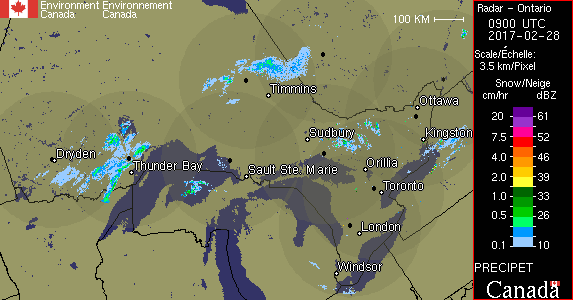 Environment Environnement
Canada Canada
100 KM
Radar - Ontario
0900 UTC
2017-02-28
Scale/Échelle:
3.5 km/Pixel
Snow/Neige
cm/hr dBZ
20 61
7.5 52
4.0 46
2.0 39
1.0 33
0.5 26
0.1 10
PRECIPET
Canada
Timmins
Ottawa
Sudbury
Kingston
Dryden
Thunder Bay
Sault Ste. Marie
Orillia
Toronto
London
Windsor